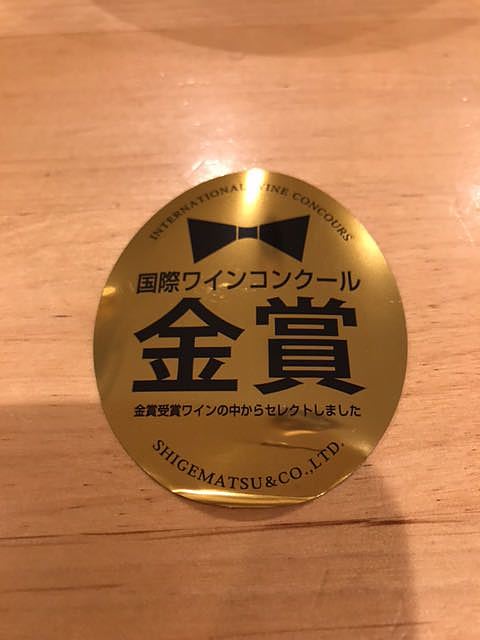 INTERNATIONAL WINE CONCOURS
国際ワインコンクール
金賞
金賞受賞ワインの中からセレクトしました
SHIGEMATSU&CO.,LTD.